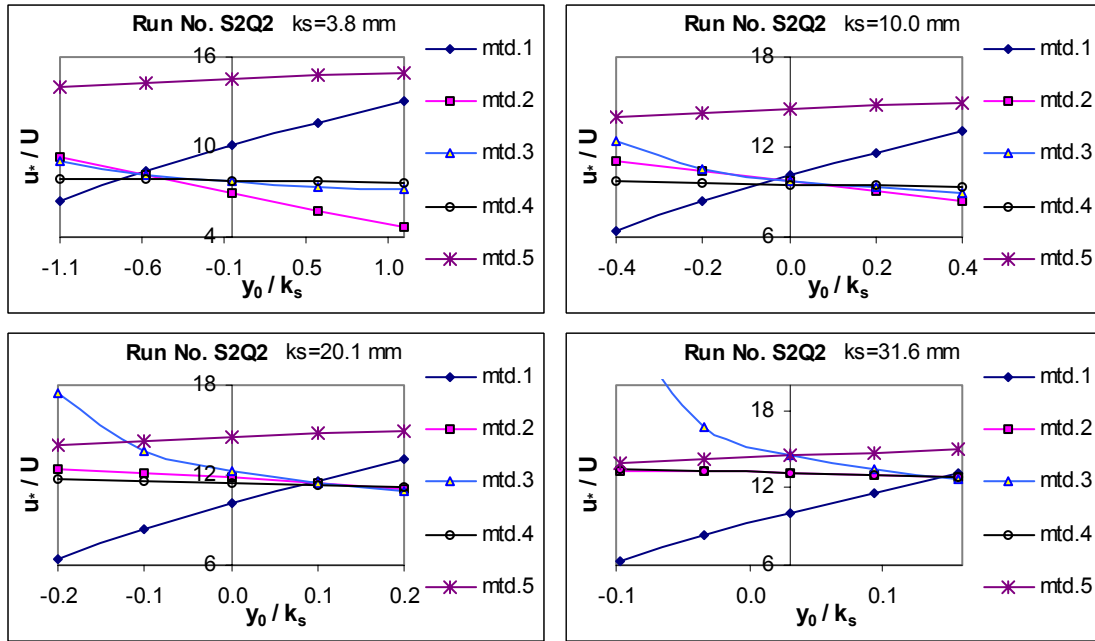 Run No. S2Q2 ks=3.8 mm
u* / U
16
10
4
-1.1 -0.6 -0.1 0.5 1.0
y0 / ks
mtd.1
mtd.2
mtd.3
mtd.4
mtd.5
Run No. S2Q2 ks=10.0 mm
u* / U
18
12
6
-0.4 -0.2 0.0 0.2 0.4
y0 / ks
mtd.1
mtd.2
mtd.3
mtd.4
mtd.5
Run No. S2Q2 ks=20.1 mm
u* / U
18
12
6
-0.2 -0.1 0.0 0.1 0.2
y0 / ks
mtd.1
mtd.2
mtd.3
mtd.4
mtd.5
Run No. S2Q2 ks=31.6 mm
u* / U
18
12
6
-0.1 0.0 0.1
y0 / ks
mtd.1
mtd.2
mtd.3
mtd.4
mtd.5